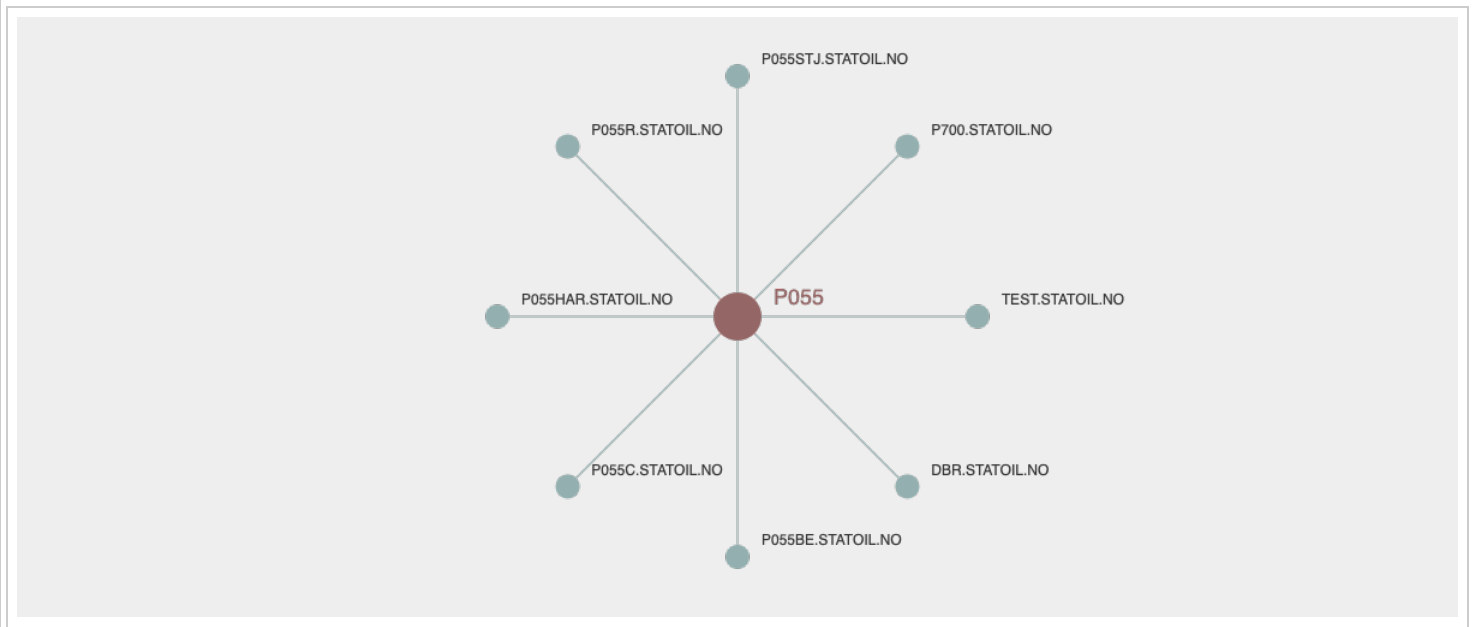 P055STJ.STATOIL.NO
P055R.STATOIL.NO
P700.STATOIL.NO
P055HAR.STATOIL.NO
P055
TEST.STATOIL.NO
P055C.STATOIL.NO
DBR.STATOIL.NO
P055BE.STATOIL.NO